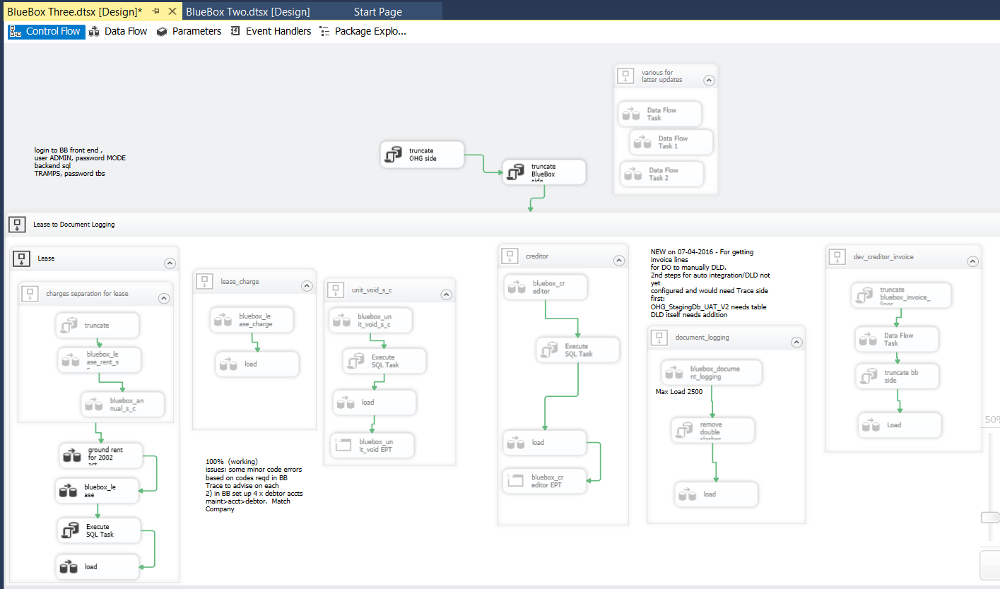 BlueBox Three.dtsx [Design]*
BlueBox Two.dtsx [Design]
Start Page
Control Flow
Data Flow
Parameters
Event Handlers
Package Explo...
various for
latter updates
Data Flow
Task
Data Flow
Task 1
Data Flow
Task 2
login to BB front end ,
user ADMIN, password MODE
backend sql
TRAMPS, password tbs
truncate
OHG side
truncate
BlueBox
side
Lease to Document Logging
Lease
charges separation for lease
truncate
bluebox_le
ase_rent_s
bluebox_an
nual_s_c
ground rent
for 2002
bluebox_le
ase
Execute
SQL Task
load
lease_charge
bluebox_le
ase_charge
load
100%  (working)
issues: some minor code errors
based on codes reqd in BB
Trace to advise on each
2) in BB set up 4 x debtor accts
maint>acct>debtor.  Match
Company
unit_void_s_c
bluebox_un
it_void_s_c
Execute
SQL Task
load
bluebox_un
it_void EPT
creditor
bluebox_cr
editor
Execute
SQL Task
load
bluebox_cr
editor EPT
NEW on 07-04-2016 - For getting
invoice lines
for DO to manually DLD.
2nd steps for auto integration/DLD not
yet
configured and would need Trace side
first:
OHG_StagingDb_UAT_V2 needs table
DLD itself needs addition
document_logging
bluebox_docume
nt_logging
Max Load 2500
remove
double
slashes
load
dev_creditor_invoice
truncate
bluebox_invoice_
lines
Data Flow
Task
truncate bb
side
Load
50%